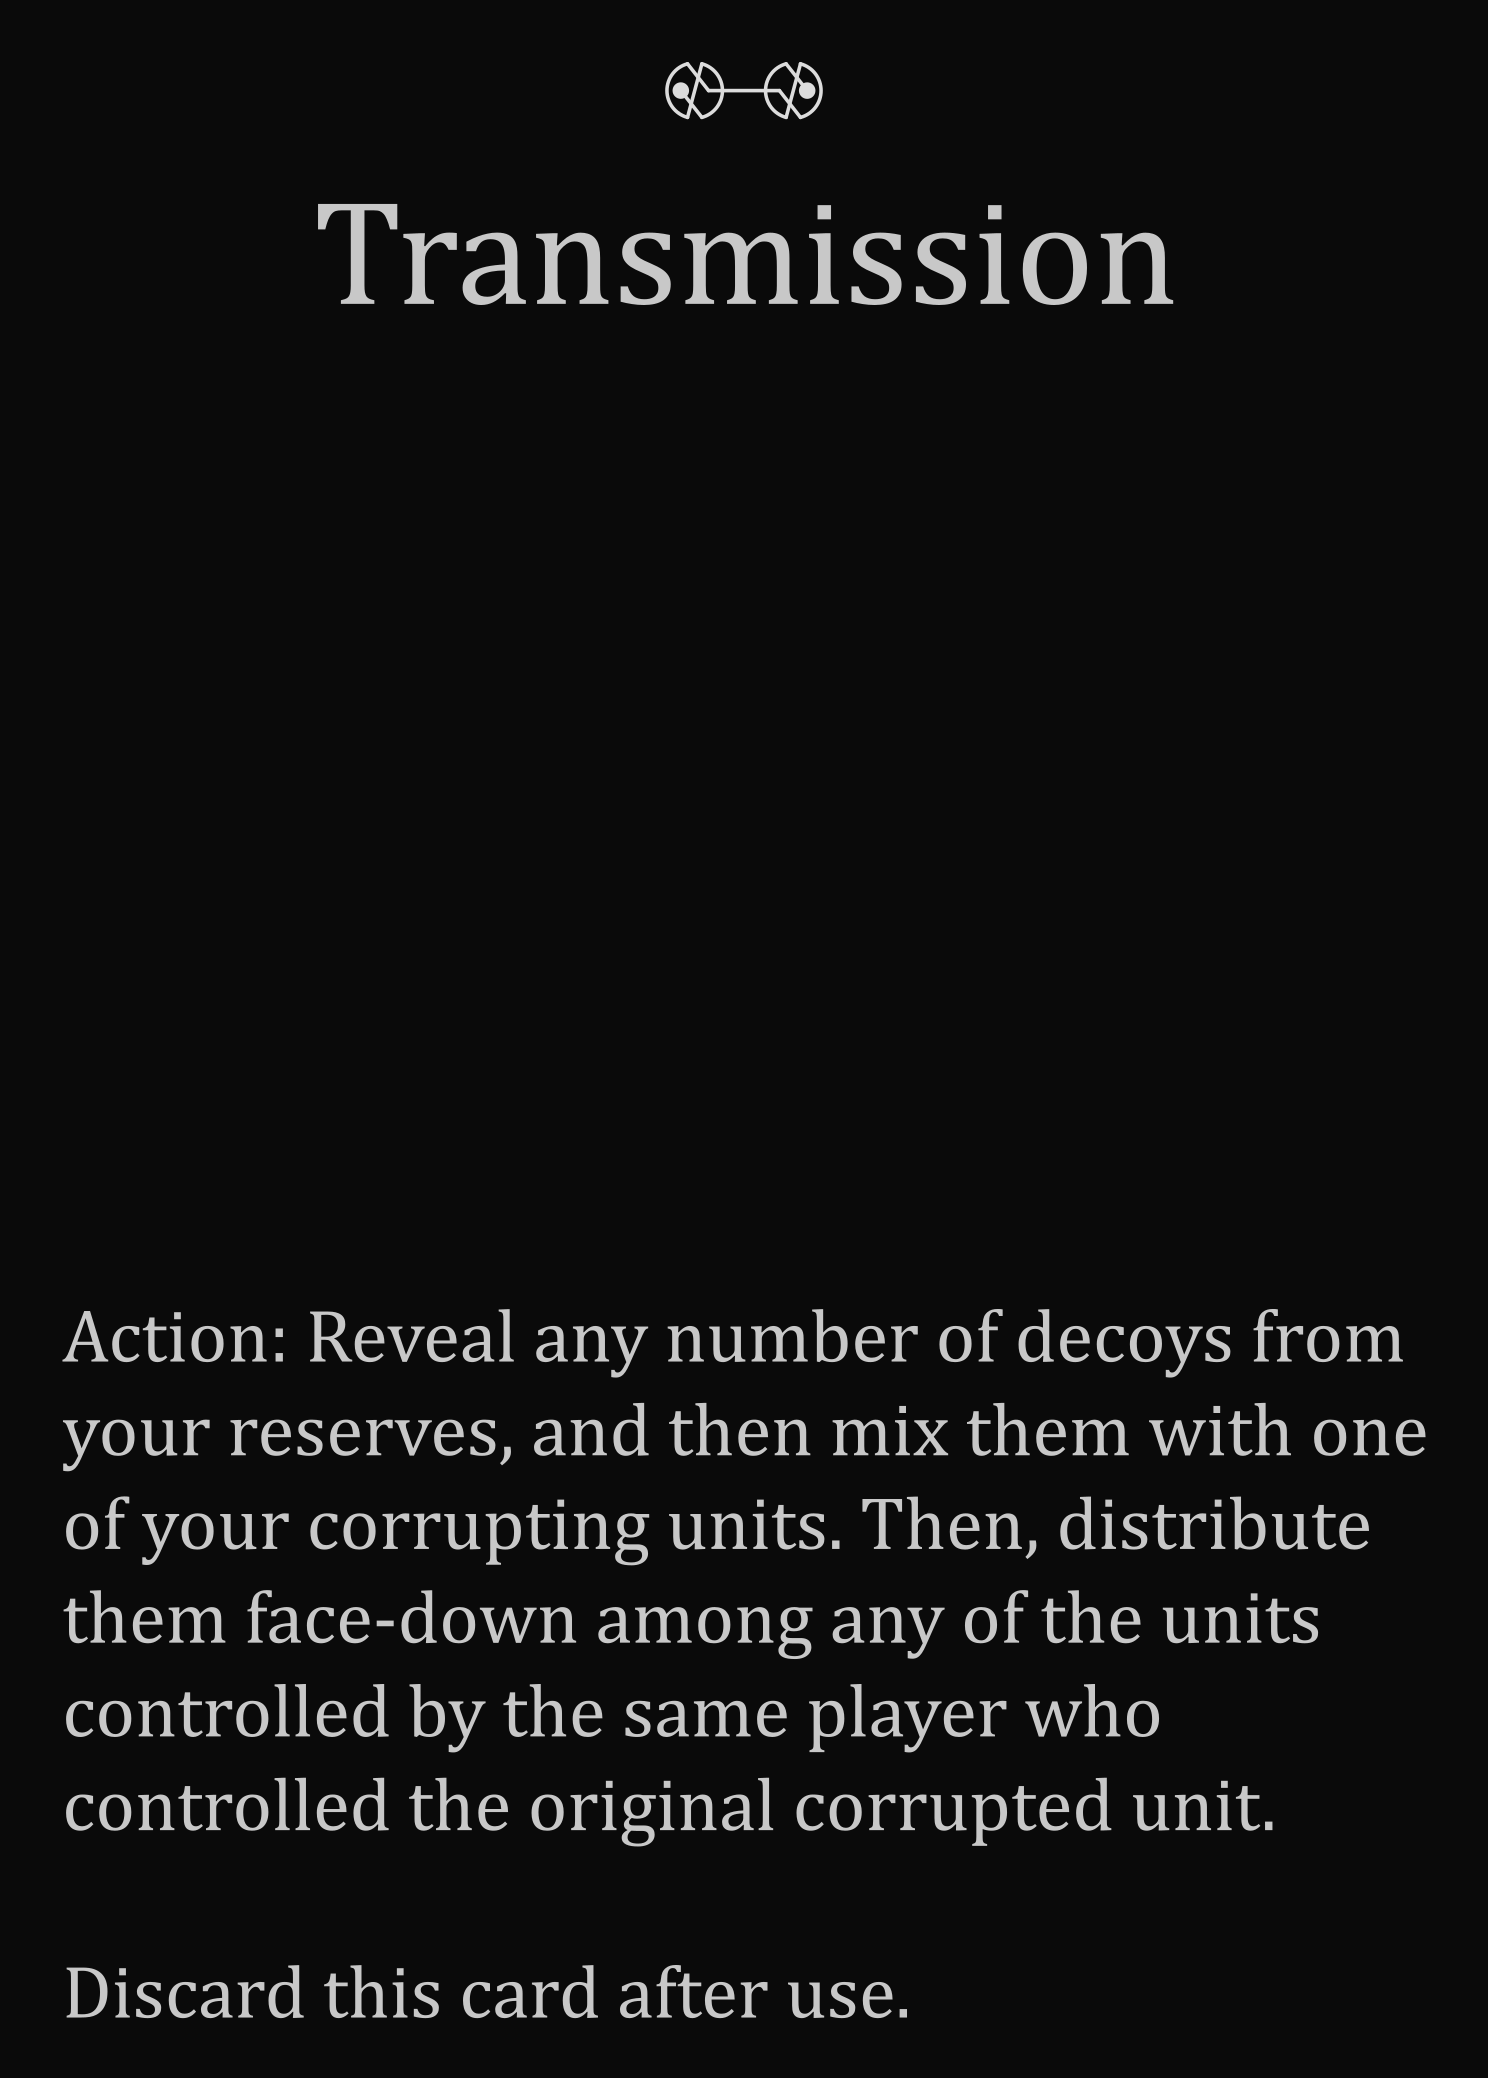 Transmission
Action: Reveal any number of decoys from
your reserves, and then mix them with one
of your corrupting units. Then, distribute
them face-down among any of the units
controlled by the same player who
controlled the original corrupted unit.
Discard this card after use.